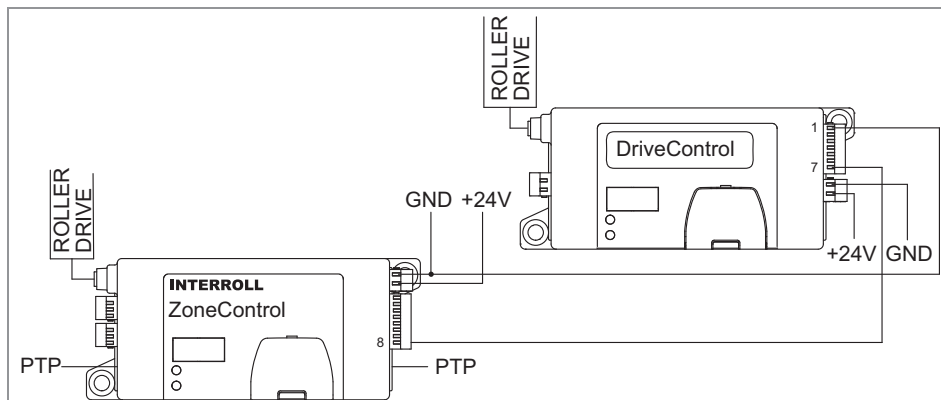 ROLLER
DRIVE
1
DriveControl
7
ROLLER
DRIVE
GND +24V
+24V GND
INTERROLL
ZoneControl
8
PTP
PTP